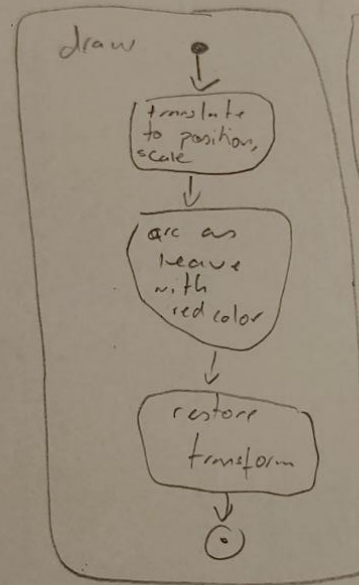 draw
translate
to position,
scale
arc as
leave
with
red color
restore
transform